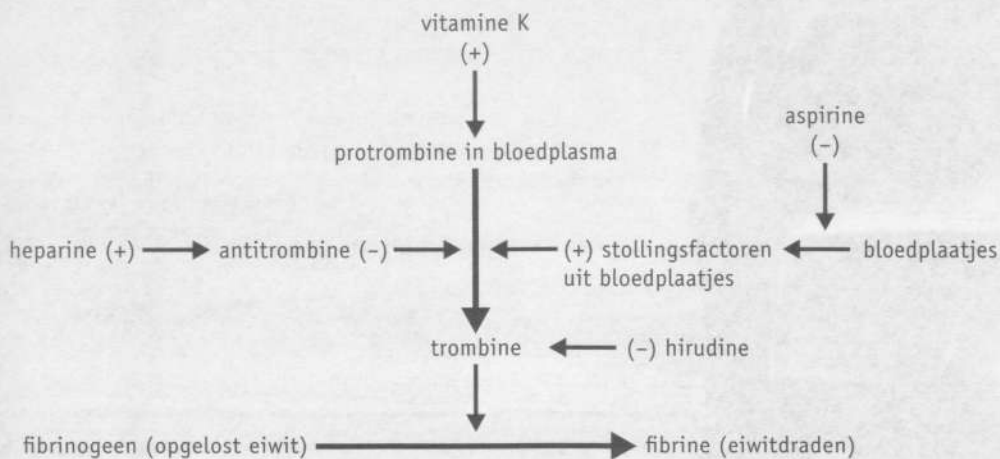 vitamine K
(+)
aspirine
(–)
protrombine in bloedplasma
heparine (+)
antitrombine (–)
(+) stollingsfactoren
uit bloedplaatjes
bloedplaatjes
trombine
(–) hirudine
fibrinogeen (opgelost eiwit)
fibrine (eiwitdraden)